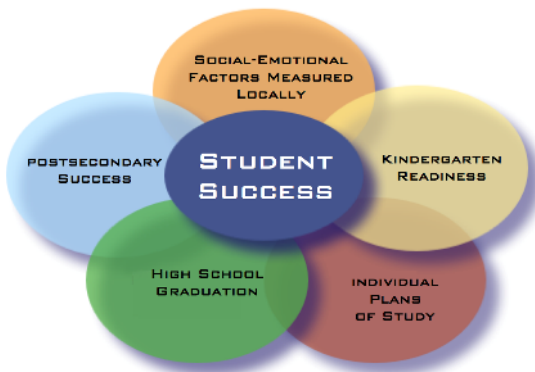 Social-Emotional
Factors Measured
Locally
Postsecondary
Success
Student
Success
Kindergarten
Readiness
High School
Graduation
Individual
Plans
of Study